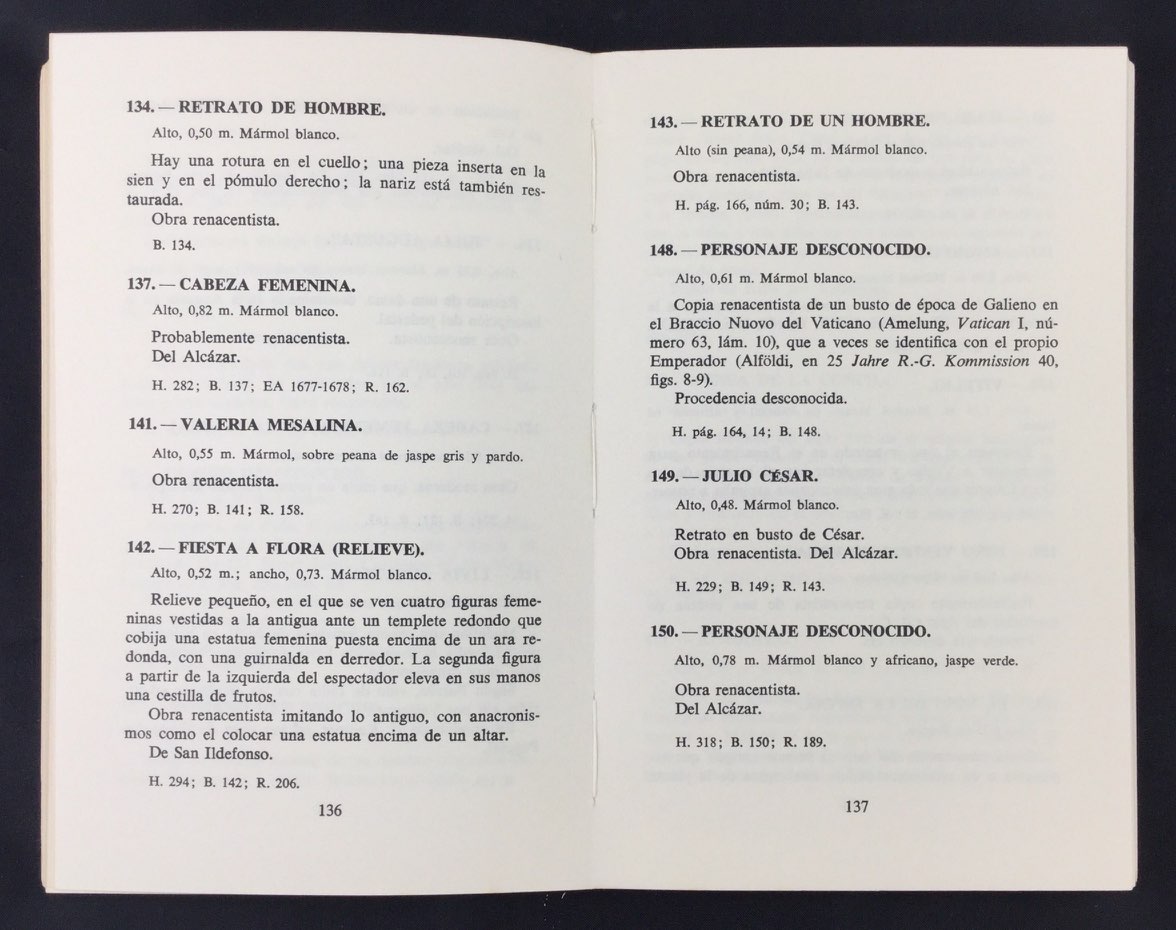 134. — RETRATO DE HOMBRE.
Alto, 0,50 m. Mármol blanco.
Hay una rotura en el cuello; una pieza inserta en la
sien y en el pómulo derecho; la nariz está también res-
taurada.
Obra renacentista.
B. 134.
137. — CABEZA FEMENINA.
Alto, 0,82 m. Mármol blanco.
Probablemente renacentista.
Del Alcázar.
H. 282; B. 137; EA 1677-1678; R. 162.
141. — VALERIA MESALINA.
Alto, 0,55 m. Mármol, sobre peana de jaspe gris y pardo.
Obra renacentista.
H. 270; B. 141; R. 158.
142. — FIESTA A FLORA (RELIEVE).
Alto, 0,52 m.; ancho, 0,73. Mármol blanco.
Relieve pequeño, en el que se ven cuatro figuras feme-
ninas vestidas a la antigua ante un templete redondo que
cobija una estatua femenina puesta encima de un ara re-
donda, con una guirnalda en derredor. La segunda figura
a partir de la izquierda del espectador eleva en sus manos
una cestilla de frutos.
Obra renacentista imitando lo antiguo, con anacronis-
mos como el colocar una estatua encima de un altar.
De San Ildefonso.
H. 294; B. 142; R. 206.
136
143. — RETRATO DE UN HOMBRE.
Alto (sin peana), 0,54 m. Mármol blanco.
Obra renacentista.
H. pág. 166, núm. 30; B. 143.
148. — PERSONAJE DESCONOCIDO.
Alto, 0,61 m. Mármol blanco.
Copia renacentista de un busto de época de Galieno en
el Braccio Nuovo del Vaticano (Amelung, Vatican I, nú-
mero 63, lám. 10), que a veces se identifica con el propio
Emperador (Alföldi, en 25 Jahre R.-G. Kommission 40,
figs. 8-9).
Procedencia desconocida.
H. pág. 164, 14; B. 148.
149. — JULIO CÉSAR.
Alto, 0,48. Mármol blanco.
Retrato en busto de César.
Obra renacentista. Del Alcázar.
H. 229; B. 149; R. 143.
150. — PERSONAJE DESCONOCIDO.
Alto, 0,78 m. Mármol blanco y africano, jaspe verde.
Obra renacentista.
Del Alcázar.
H. 318; B. 150; R. 189.
137